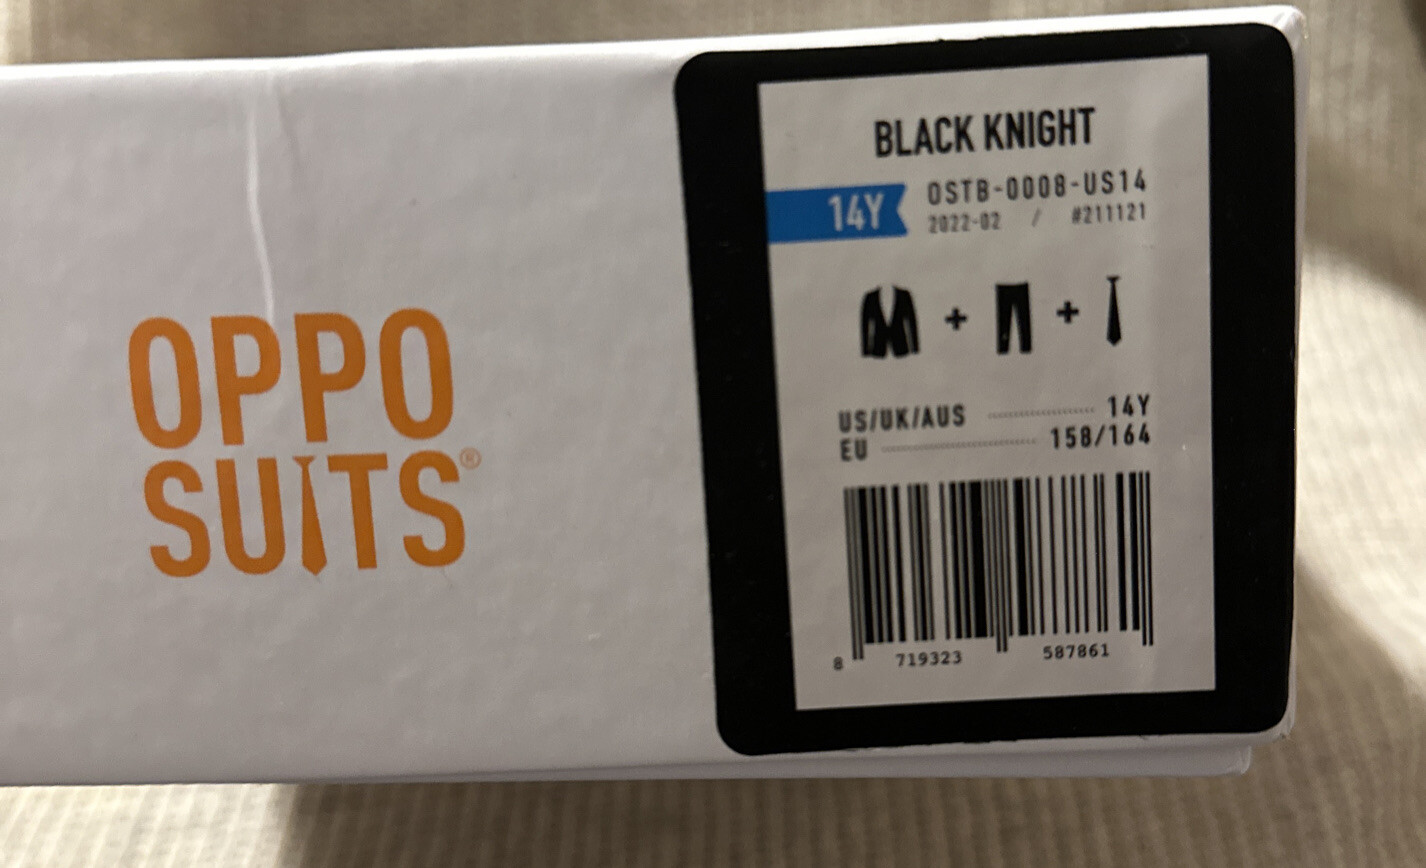 OPPO
SUITS®
BLACK KNIGHT
14Y
OSTB-0008-US14
2022-02 / #211121
+ +
US/UK/AUS 14Y
EU 158/164
8 719323 587861